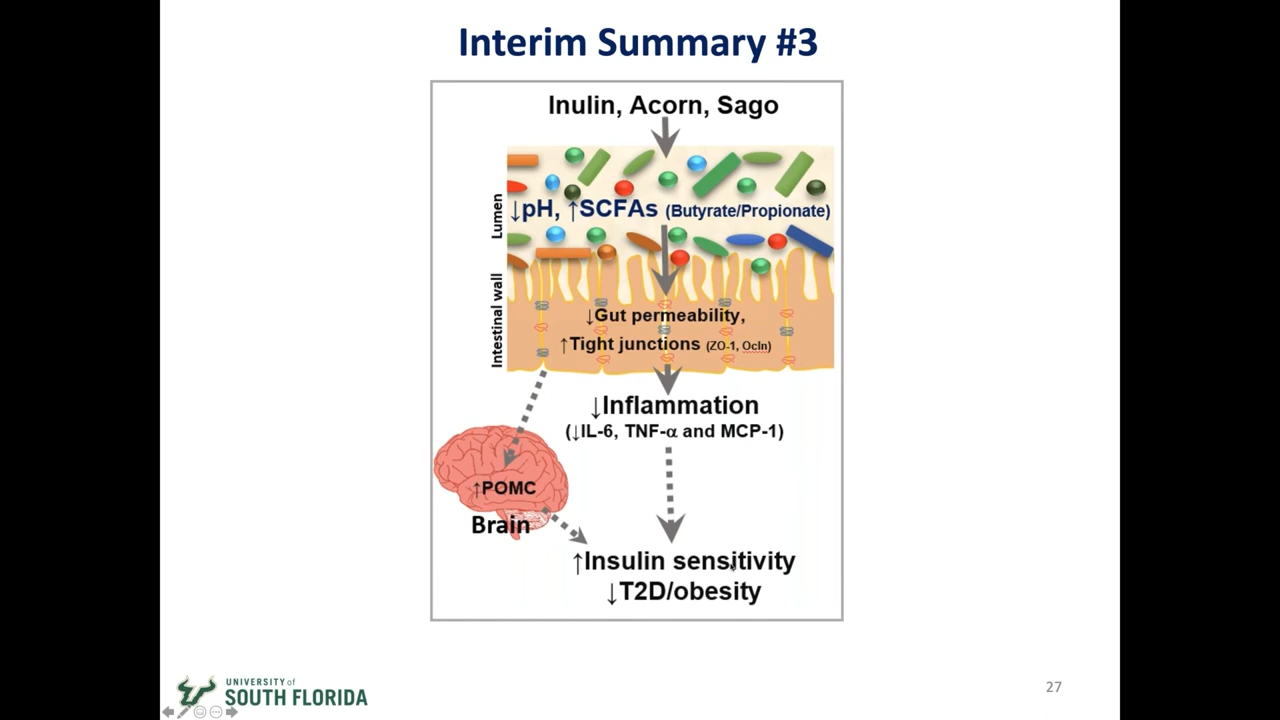 Interim Summary #3
Inulin, Acorn, Sago
Lumen
↓pH, ↑SCFAs (Butyrate/Propionate)
Intestinal wall
↓Gut permeability,
↑Tight junctions (ZO-1, Ocln)
↓Inflammation
(↓IL-6, TNF-α and MCP-1)
↑POMC
Brain
↑Insulin sensitivity
↓T2D/obesity
UNIVERSITY of
SOUTH FLORIDA
27